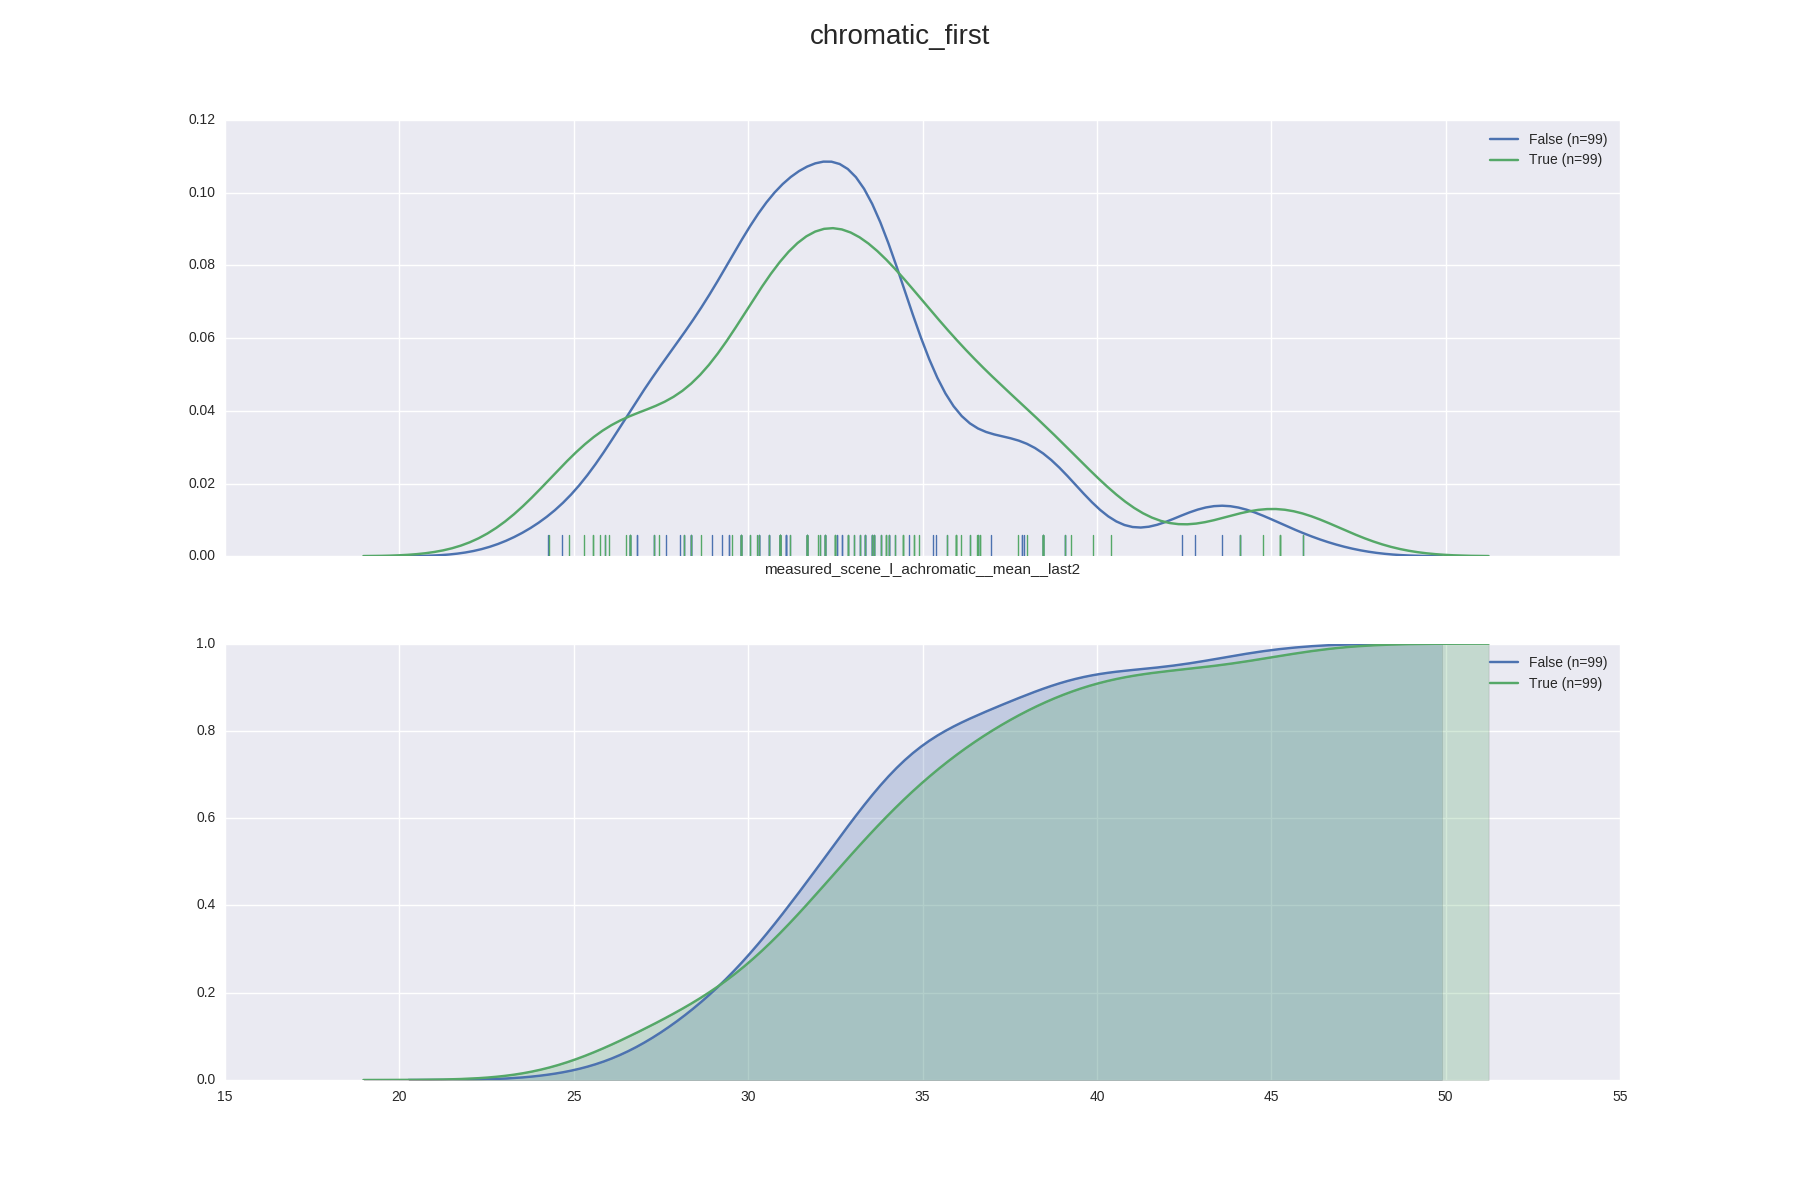 chromatic_first
0.12
0.10
0.08
0.06
0.04
0.02
0.00
False (n=99)
True (n=99)
measured_scene_l_achromatic__mean__last2
1.0
0.8
0.6
0.4
0.2
0.0
False (n=99)
True (n=99)
15 20 25 30 35 40 45 50 55